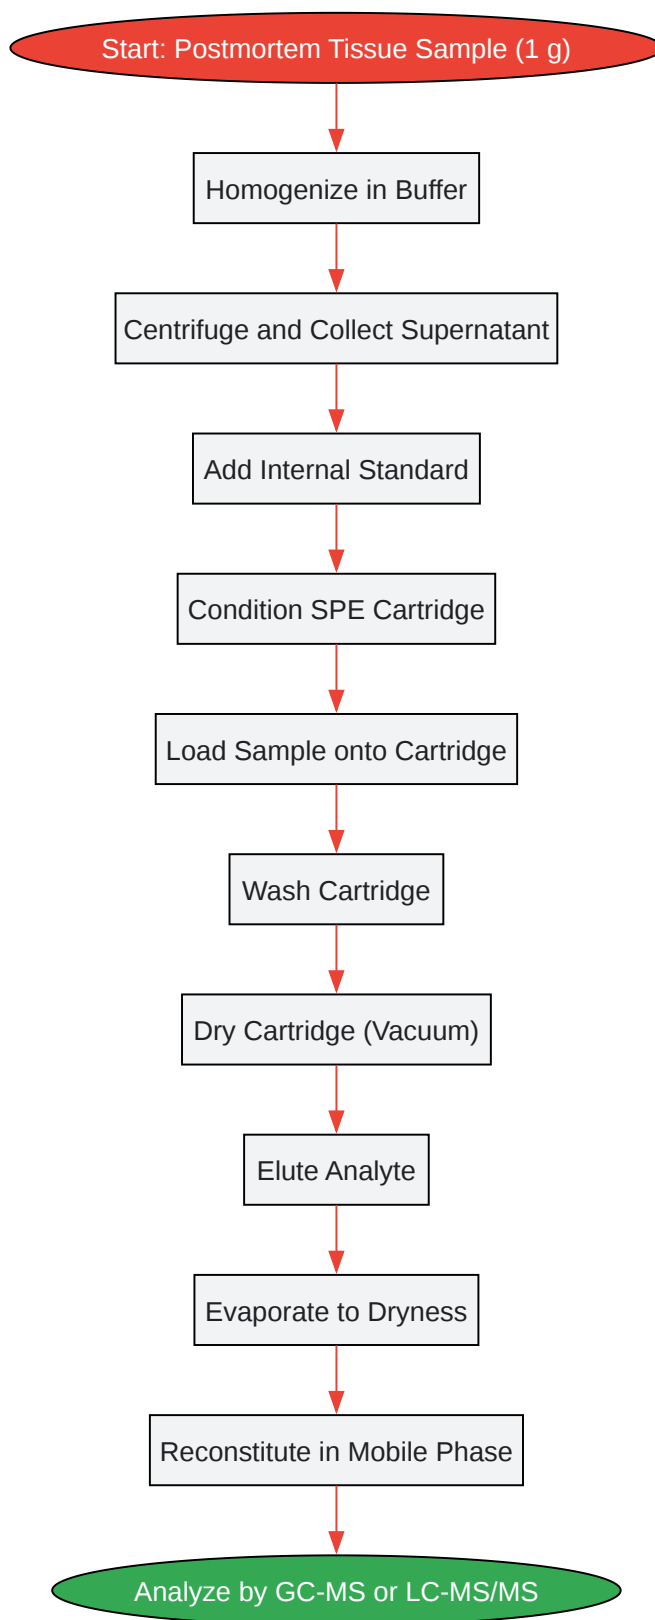 Start: Postmortem Tissue Sample (1 g)
Homogenize in Buffer
Centrifuge and Collect Supernatant
Add Internal Standard
Condition SPE Cartridge
Load Sample onto Cartridge
Wash Cartridge
Dry Cartridge (Vacuum)
Elute Analyte
Evaporate to Dryness
Reconstitute in Mobile Phase
Analyze by GC-MS or LC-MS/MS